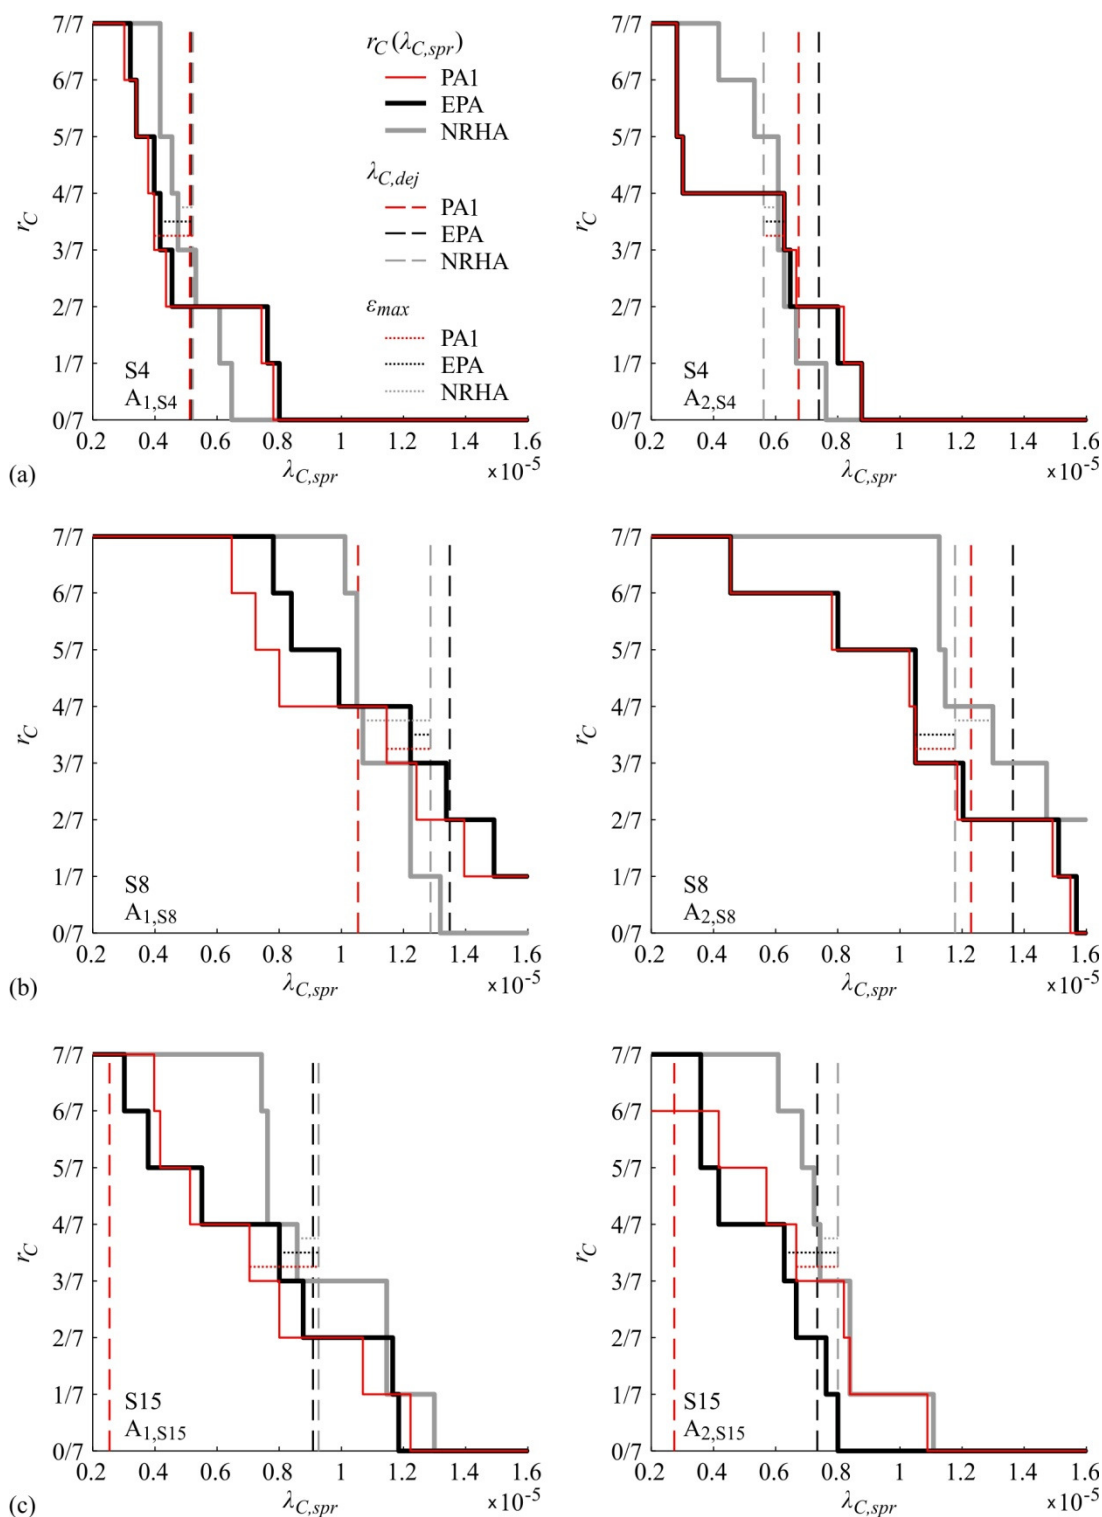 7/7
6/7
5/7
4/7
3/7
2/7
1/7
0/7
r_C
r_C (λ_C,spr)
PA1
EPA
NRHA
λ_C,dej
PA1
EPA
NRHA
ε_max
PA1
EPA
NRHA
S4
A_1,S4
0.2 0.4 0.6 0.8 1 1.2 1.4 1.6
λ_C,spr
×10^-5
7/7
6/7
5/7
4/7
3/7
2/7
1/7
0/7
r_C
S4
A_2,S4
0.2 0.4 0.6 0.8 1 1.2 1.4 1.6
λ_C,spr
×10^-5
(a)
7/7
6/7
5/7
4/7
3/7
2/7
1/7
0/7
r_C
S8
A_1,S8
0.2 0.4 0.6 0.8 1 1.2 1.4 1.6
λ_C,spr
×10^-5
7/7
6/7
5/7
4/7
3/7
2/7
1/7
0/7
r_C
S8
A_2,S8
0.2 0.4 0.6 0.8 1 1.2 1.4 1.6
λ_C,spr
×10^-5
(b)
7/7
6/7
5/7
4/7
3/7
2/7
1/7
0/7
r_C
S15
A_1,S15
0.2 0.4 0.6 0.8 1 1.2 1.4 1.6
λ_C,spr
×10^-5
7/7
6/7
5/7
4/7
3/7
2/7
1/7
0/7
r_C
S15
A_2,S15
0.2 0.4 0.6 0.8 1 1.2 1.4 1.6
λ_C,spr
×10^-5
(c)